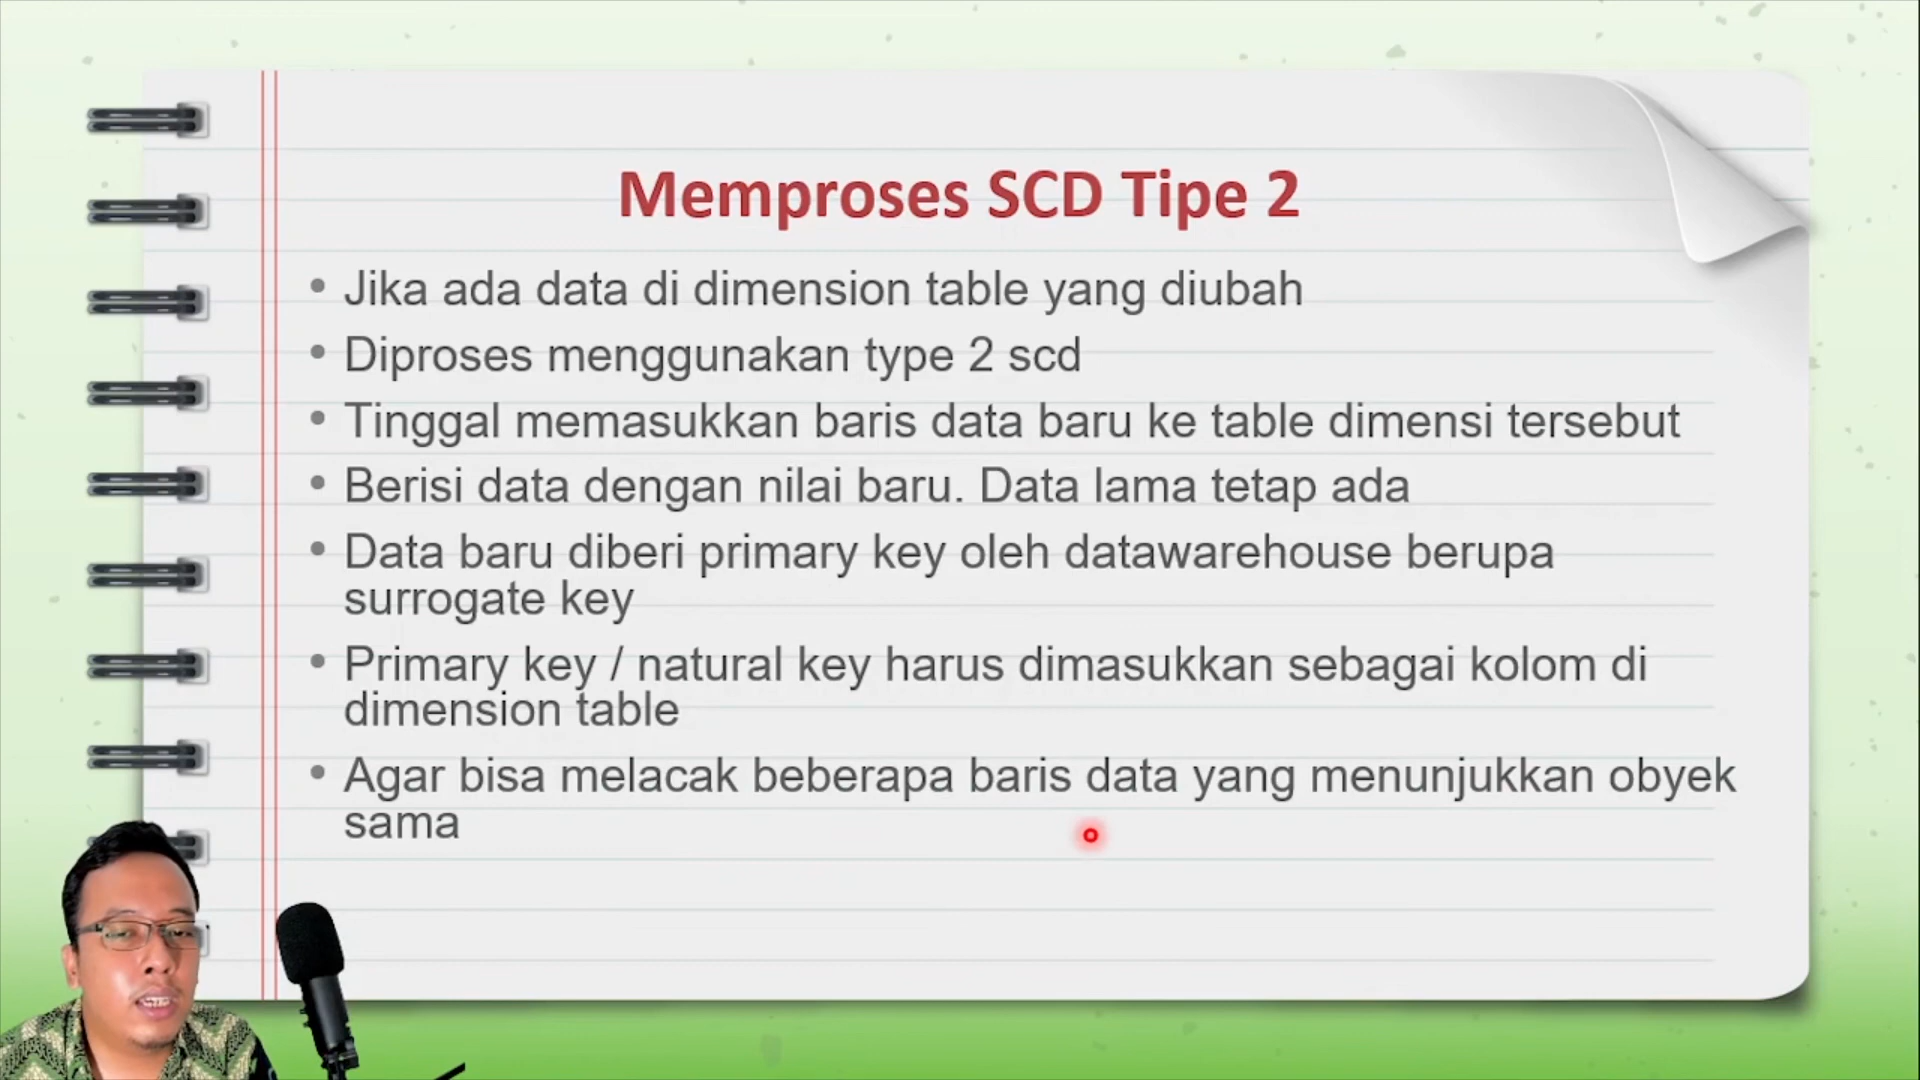 Memproses SCD Tipe 2
• Jika ada data di dimension table yang diubah
• Diproses menggunakan type 2 scd
• Tinggal memasukkan baris data baru ke table dimensi tersebut
• Berisi data dengan nilai baru. Data lama tetap ada
• Data baru diberi primary key oleh datawarehouse berupa
surrogate key
• Primary key / natural key harus dimasukkan sebagai kolom di
dimension table
• Agar bisa melacak beberapa baris data yang menunjukkan obyek
sama